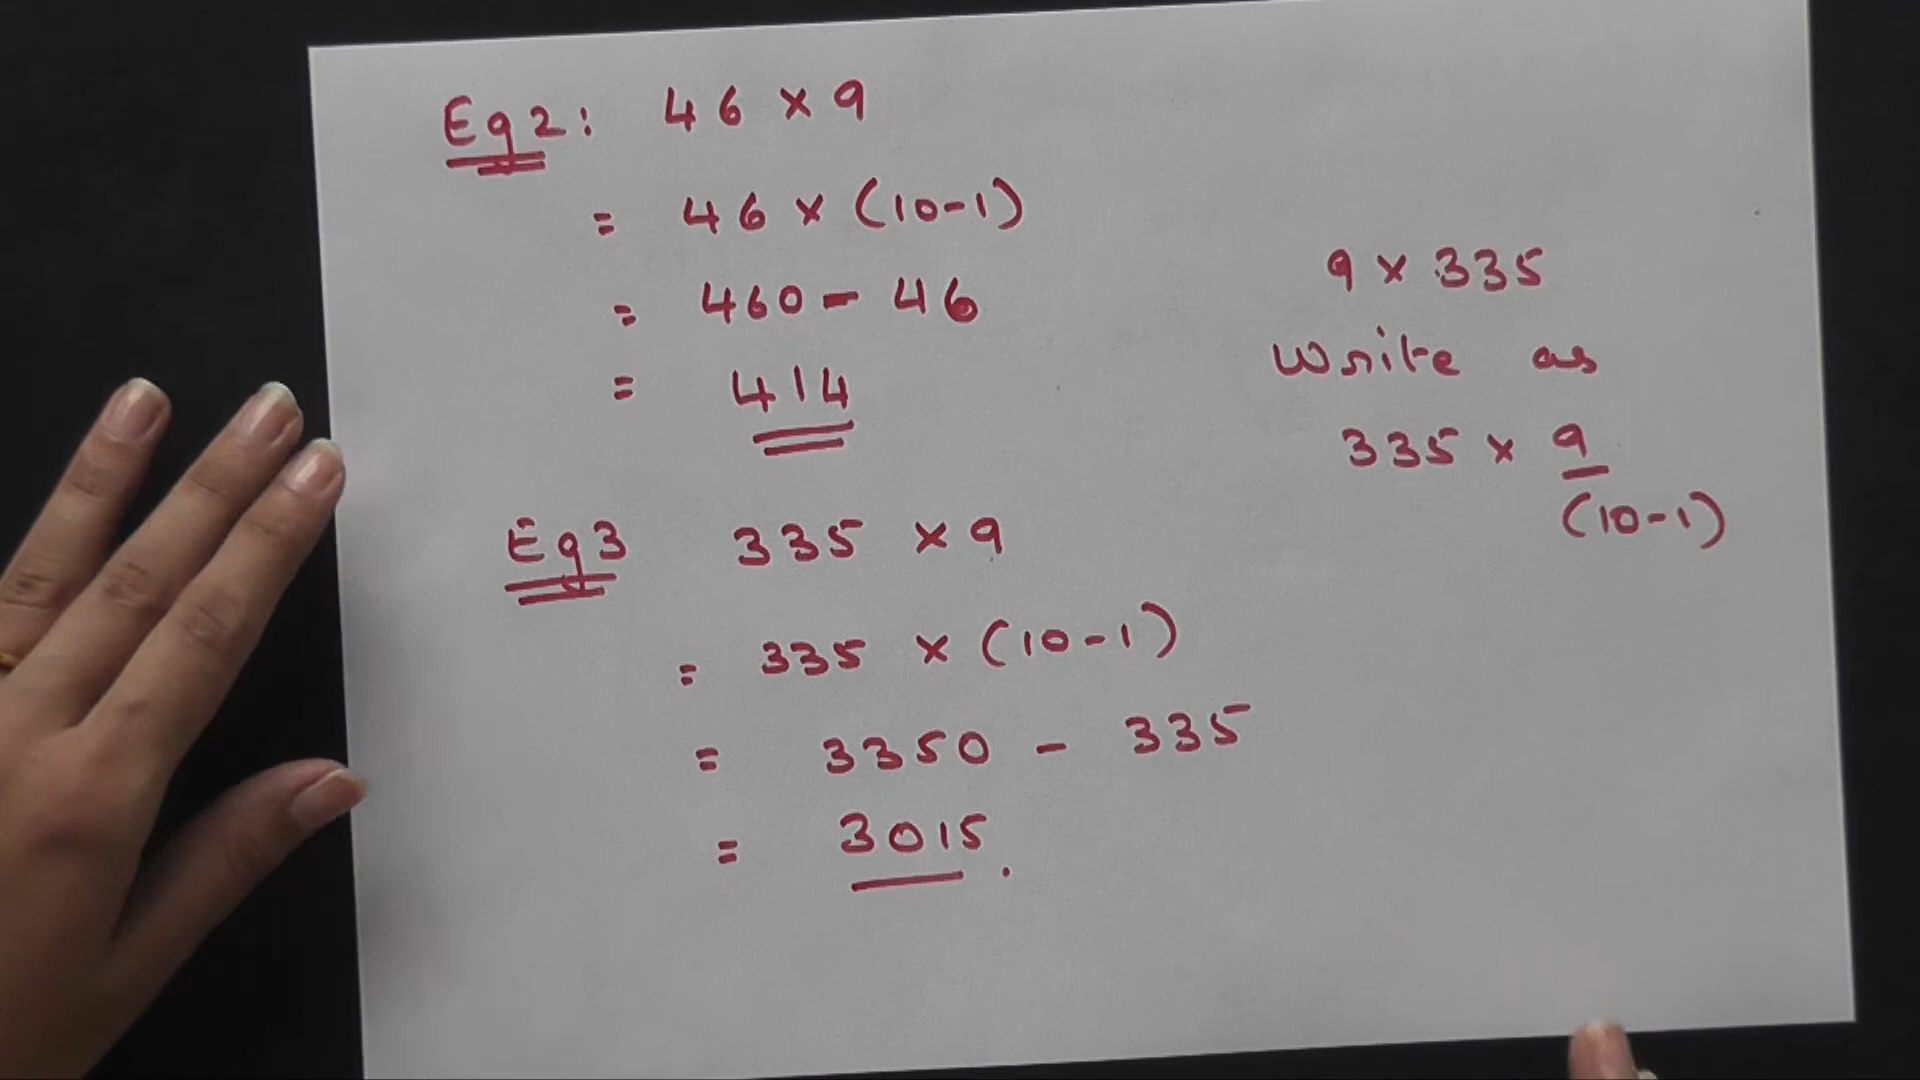 Eg2: 46 × 9
= 46 × (10-1)
= 460 - 46
= 414
Eg3 335 × 9
= 335 × (10-1)
= 3350 - 335
= 3015.
9 × 335
Write as
335 × 9
(10-1)